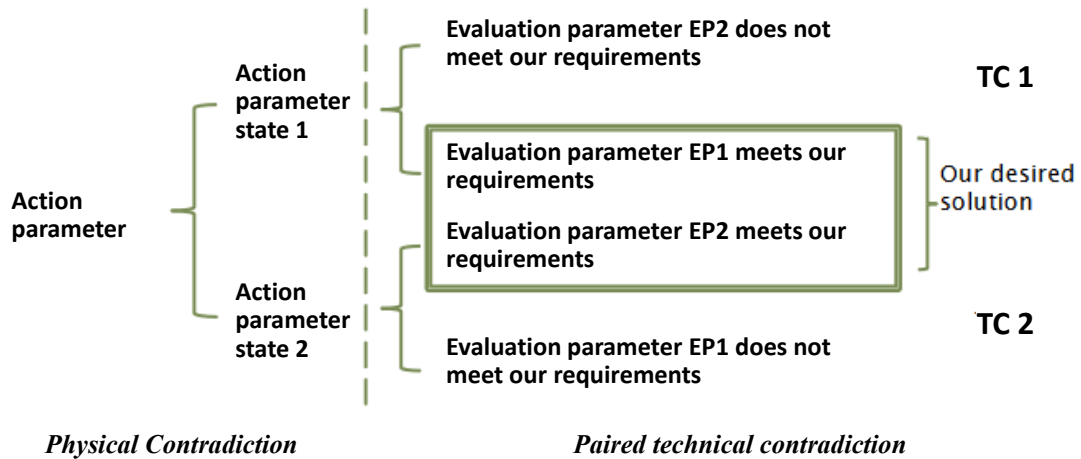 Evaluation parameter EP2 does not
meet our requirements
TC 1
Action
parameter
state 1
Evaluation parameter EP1 meets our
requirements
Our desired
solution
Action
parameter
Evaluation parameter EP2 meets our
requirements
Action
parameter
state 2
TC 2
Evaluation parameter EP1 does not
meet our requirements
Physical Contradiction
Paired technical contradiction